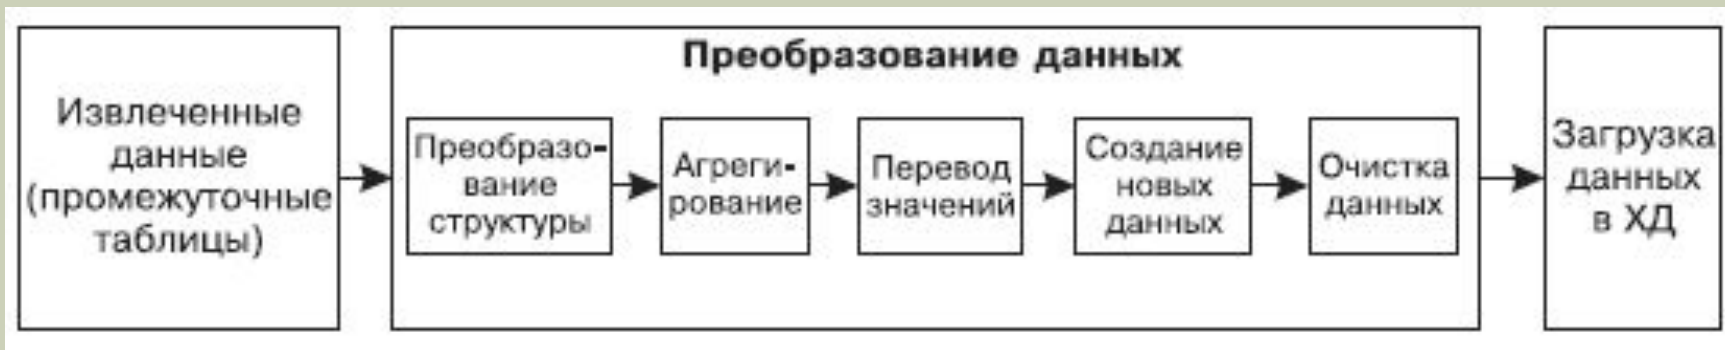 Извлеченные
данные
(промежуточные
таблицы)
Преобразование данных
Преобразо-
вание
структуры
Агреги-
рование
Перевод
значений
Создание
новых
данных
Очистка
данных
Загрузка
данных
в ХД